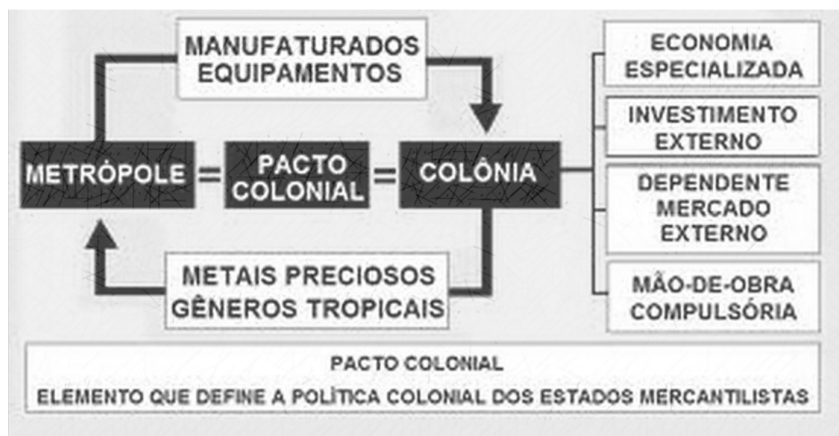 MANUFATURADOS
EQUIPAMENTOS
METRÓPOLE
=
PACTO
COLONIAL
=
COLÔNIA
METAIS PRECIOSOS
GÊNEROS TROPICAIS
ECONOMIA
ESPECIALIZADA
INVESTIMENTO
EXTERNO
DEPENDENTE
MERCADO
EXTERNO
MÃO-DE-OBRA
COMPULSÓRIA
PACTO COLONIAL
ELEMENTO QUE DEFINE A POLÍTICA COLONIAL DOS ESTADOS MERCANTILISTAS